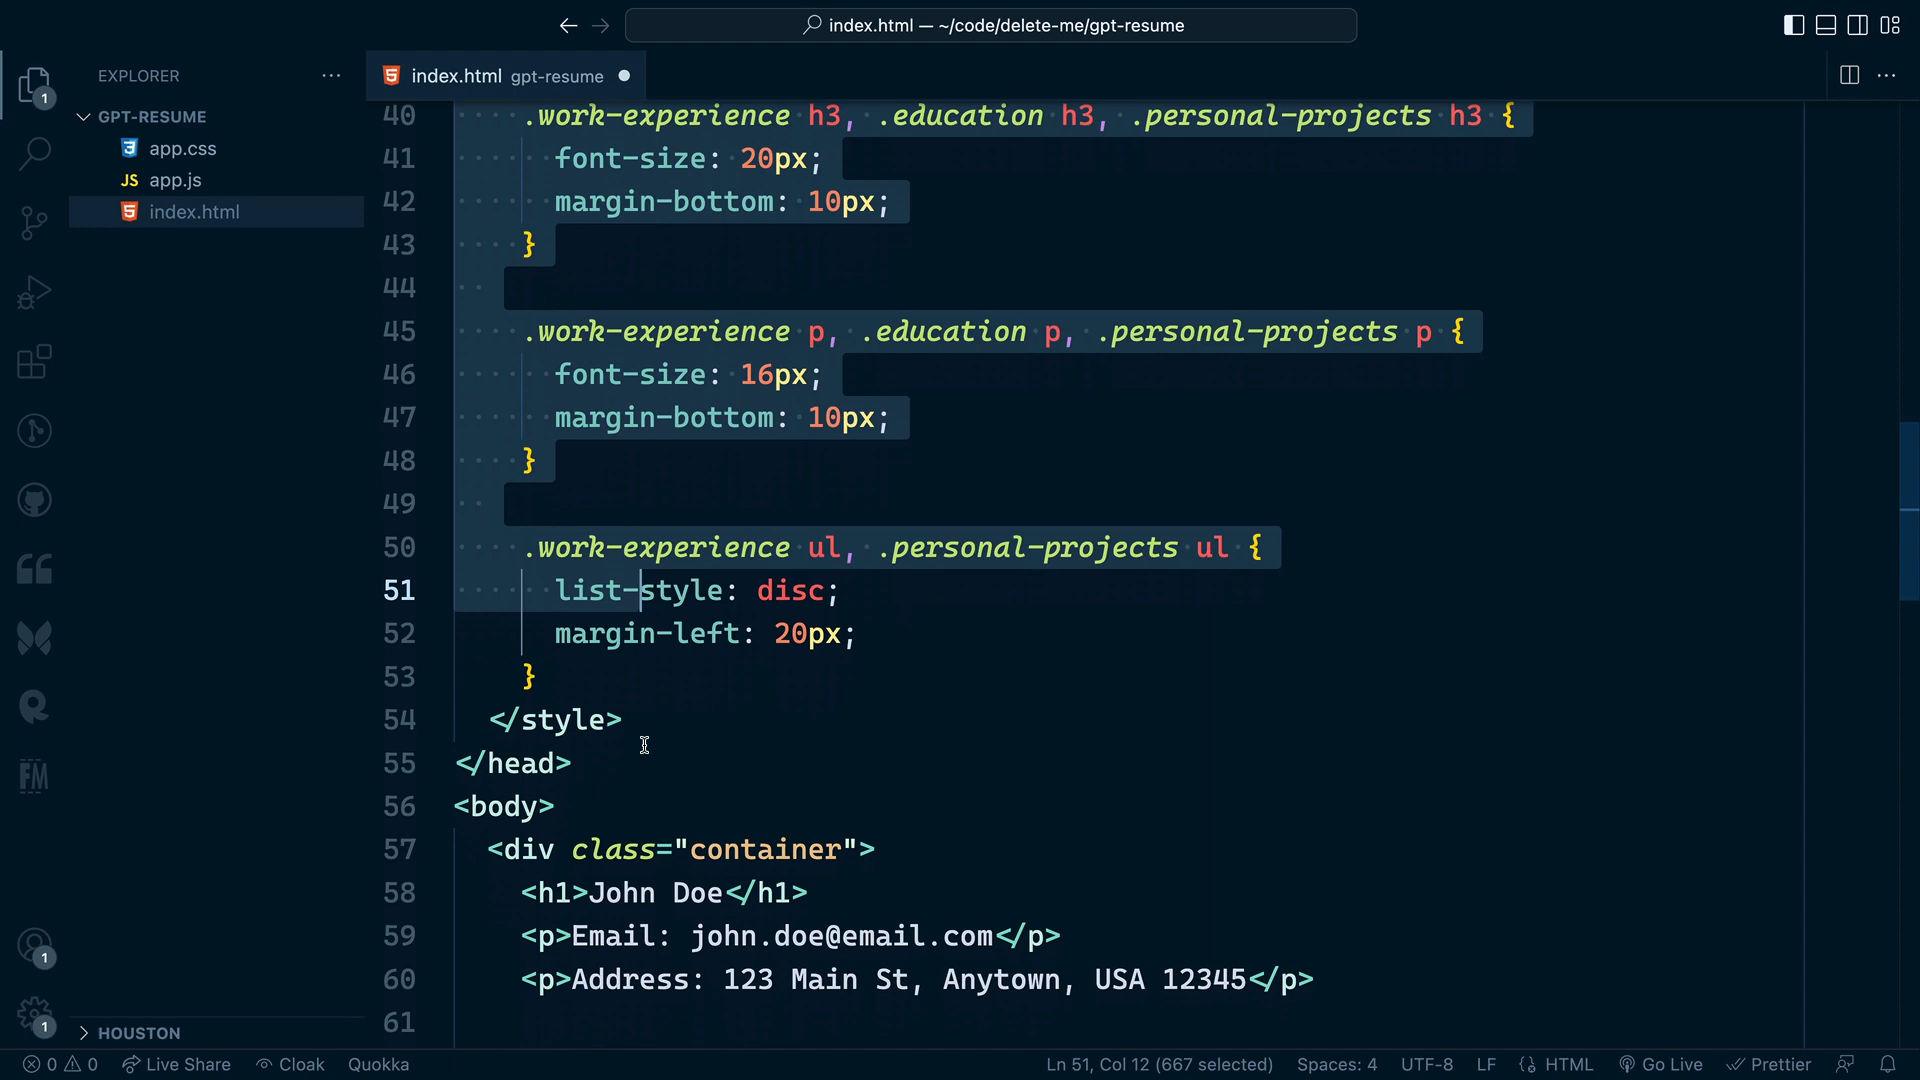 index.html — ~/code/delete-me/gpt-resume
EXPLORER
index.html gpt-resume
1
GPT-RESUME
app.css
JS app.js
index.html
40 .work-experience h3, .education h3, .personal-projects h3 {
41 font-size: 20px;
42 margin-bottom: 10px;
43 }
44
45 .work-experience p, .education p, .personal-projects p {
46 font-size: 16px;
47 margin-bottom: 10px;
48 }
49
50 .work-experience ul, .personal-projects ul {
51 list-style: disc;
52 margin-left: 20px;
53 }
54 </style>
55 </head>
56 <body>
57 <div class="container">
58 <h1>John Doe</h1>
59 <p>Email: john.doe@email.com</p>
60 <p>Address: 123 Main St, Anytown, USA 12345</p>
61
FM
1
1
HOUSTON
0 0 Live Share Cloak Quokka Ln 51, Col 12 (667 selected) Spaces: 4 UTF-8 LF HTML Go Live Prettier